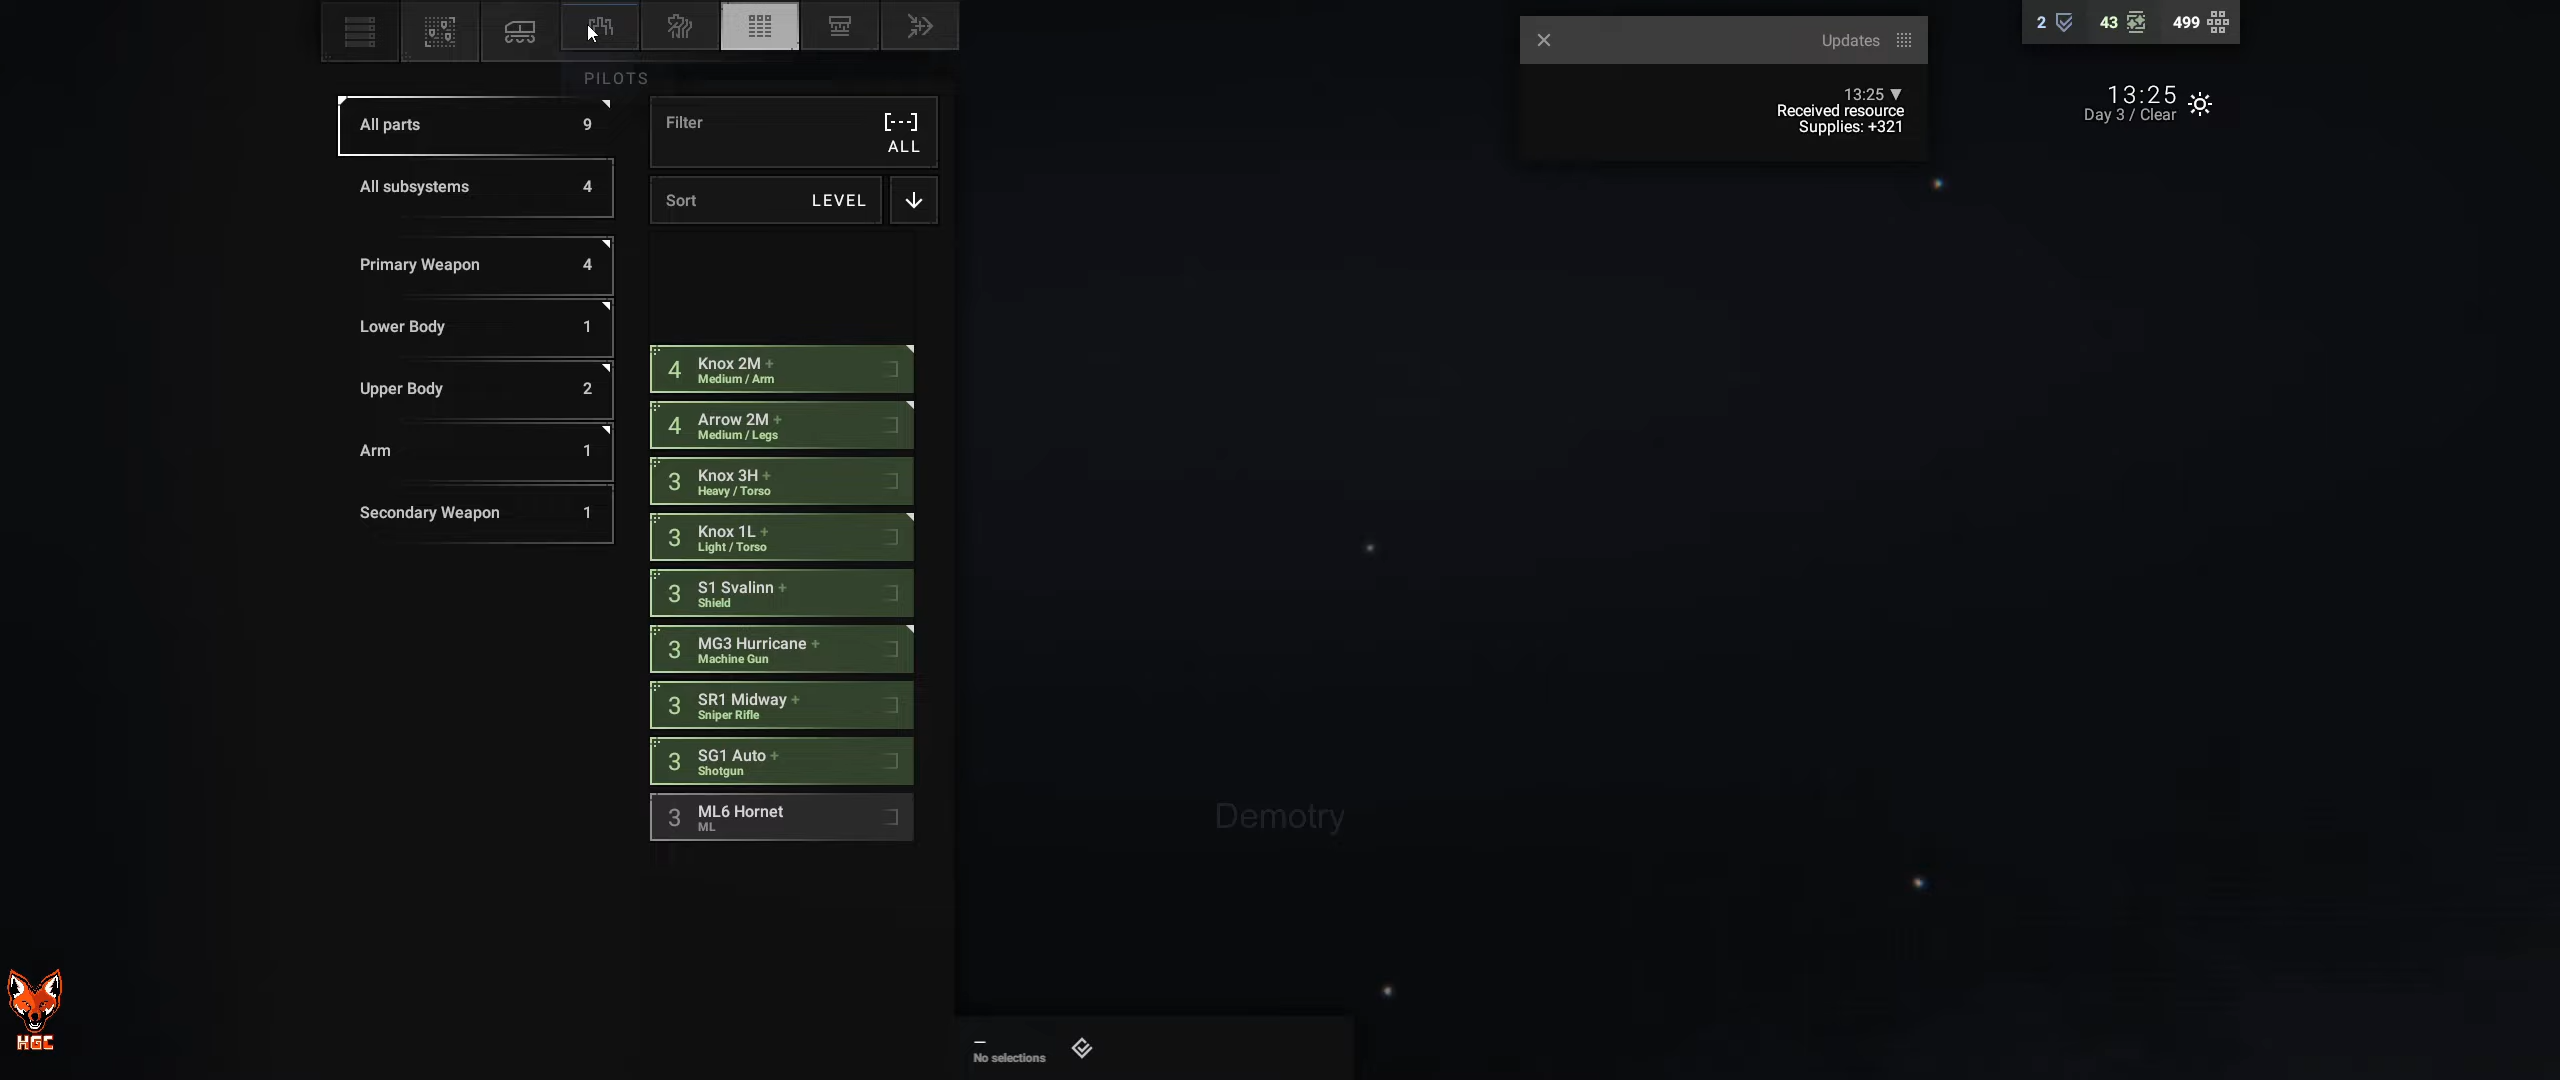 PILOTS
All parts 9
All subsystems 4
Primary Weapon 4
Lower Body 1
Upper Body 2
Arm 1
Secondary Weapon 1
Filter
[---]
ALL
Sort LEVEL
4 Knox 2M +
Medium / Arm
4 Arrow 2M +
Medium / Legs
3 Knox 3H +
Heavy / Torso
3 Knox 1L +
Light / Torso
3 S1 Svalinn +
Shield
3 MG3 Hurricane +
Machine Gun
3 SR1 Midway +
Sniper Rifle
3 SG1 Auto +
Shotgun
3 ML6 Hornet
ML
Updates
13:25 ▼
Received resource
Supplies: +321
2 43 499
13:25
Day 3 / Clear
Demotry
No selections
HGC